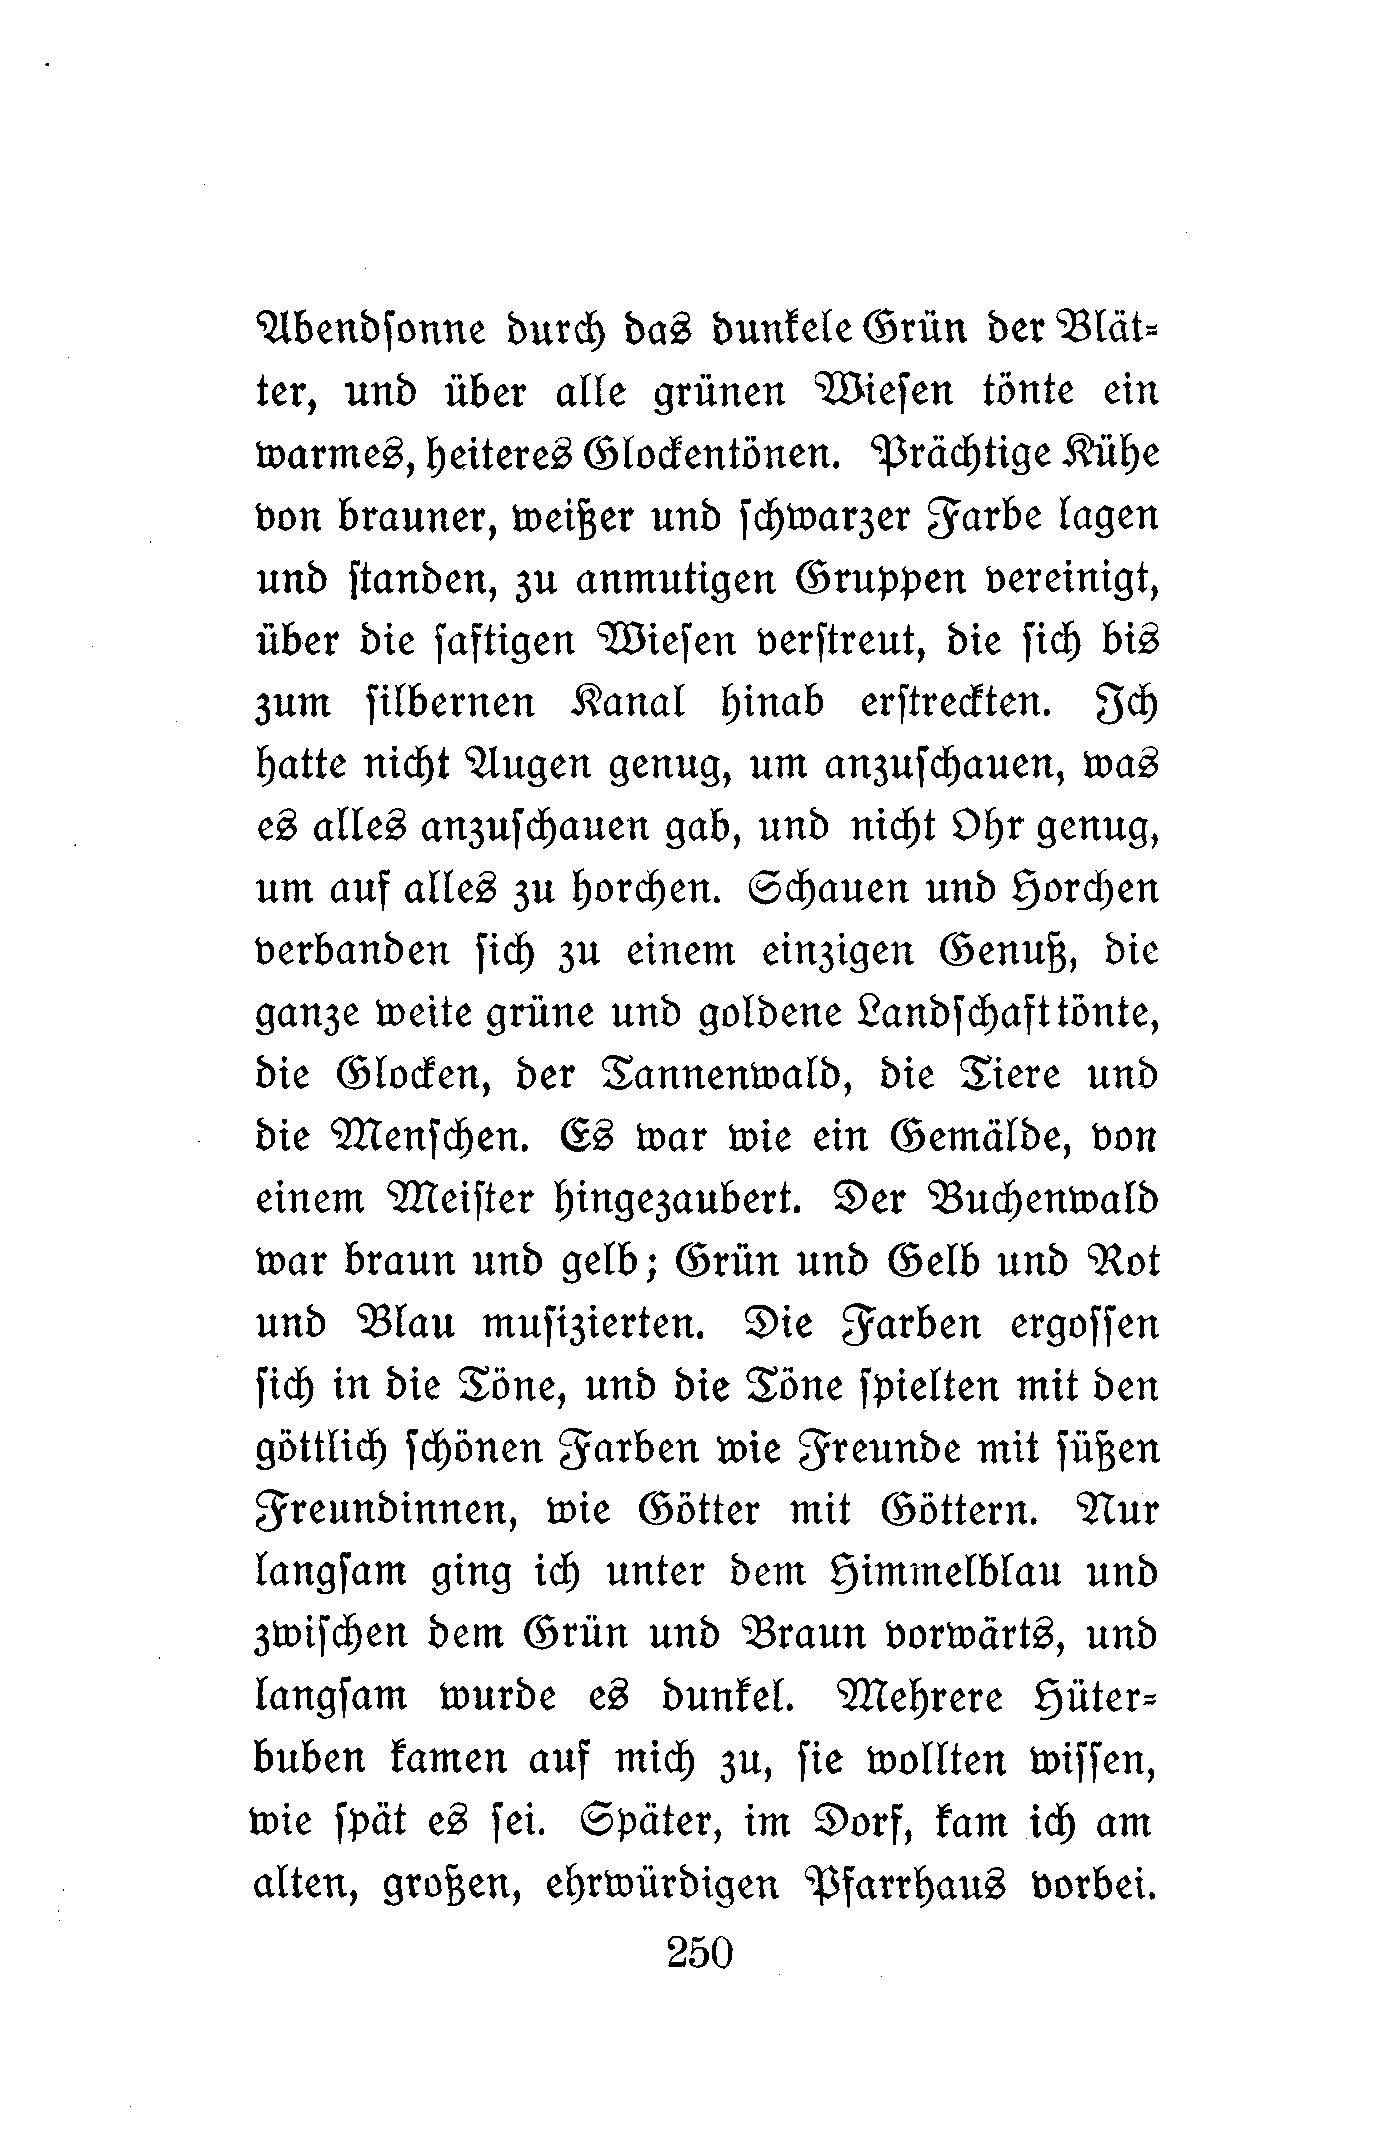 Abendſonne durch das dunkele Grün der Blät-
ter, und über alle grünen Wieſen tönte ein
warmes, heiteres Glockentönen. Prächtige Kühe
von brauner, weißer und ſchwarzer Farbe lagen
und ſtanden, zu anmutigen Gruppen vereinigt,
über die ſaftigen Wieſen verſtreut, die ſich bis
zum ſilbernen Kanal hinab erſtreckten. Ich
hatte nicht Augen genug, um anzuſchauen, was
es alles anzuſchauen gab, und nicht Ohr genug,
um auf alles zu horchen. Schauen und Horchen
verbanden ſich zu einem einzigen Genuß, die
ganze weite grüne und goldene Landſchaft tönte,
die Glocken, der Tannenwald, die Tiere und
die Menſchen. Es war wie ein Gemälde, von
einem Meiſter hingezaubert. Der Buchenwald
war braun und gelb; Grün und Gelb und Rot
und Blau muſizierten. Die Farben ergoſſen
ſich in die Töne, und die Töne ſpielten mit den
göttlich ſchönen Farben wie Freunde mit ſüßen
Freundinnen, wie Götter mit Göttern. Nur
langſam ging ich unter dem Himmelblau und
zwiſchen dem Grün und Braun vorwärts, und
langſam wurde es dunkel. Mehrere Hüter-
buben kamen auf mich zu, ſie wollten wiſſen,
wie ſpät es ſei. Später, im Dorf, kam ich am
alten, großen, ehrwürdigen Pfarrhaus vorbei.
250